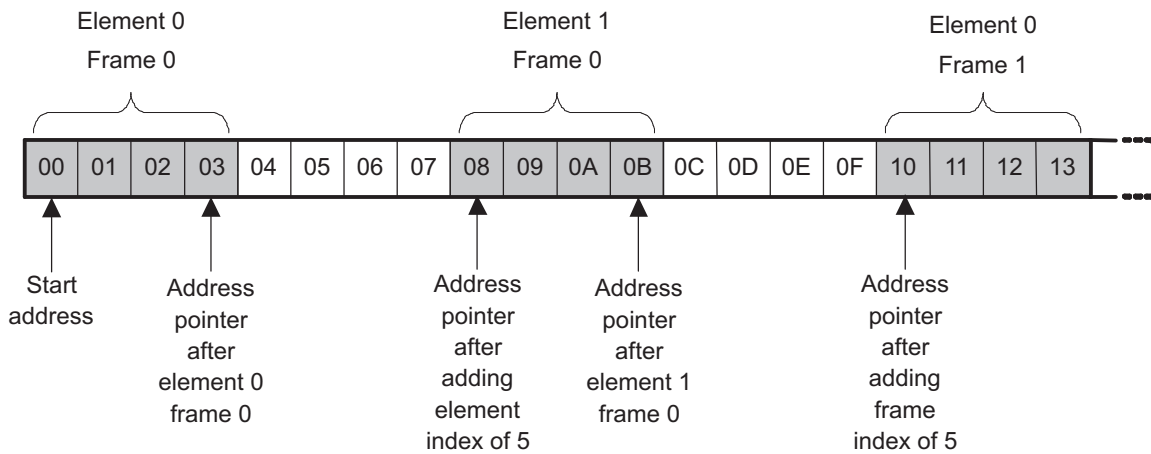 Element 0
Frame 0
Element 1
Frame 0
Element 0
Frame 1
00 01 02 03 04 05 06 07 08 09 0A 0B 0C 0D 0E 0F 10 11 12 13
Start
address
Address
pointer
after
element 0
frame 0
Address
pointer
after
adding
element
index of 5
Address
pointer
after
element 1
frame 0
Address
pointer
after
adding
frame
index of 5